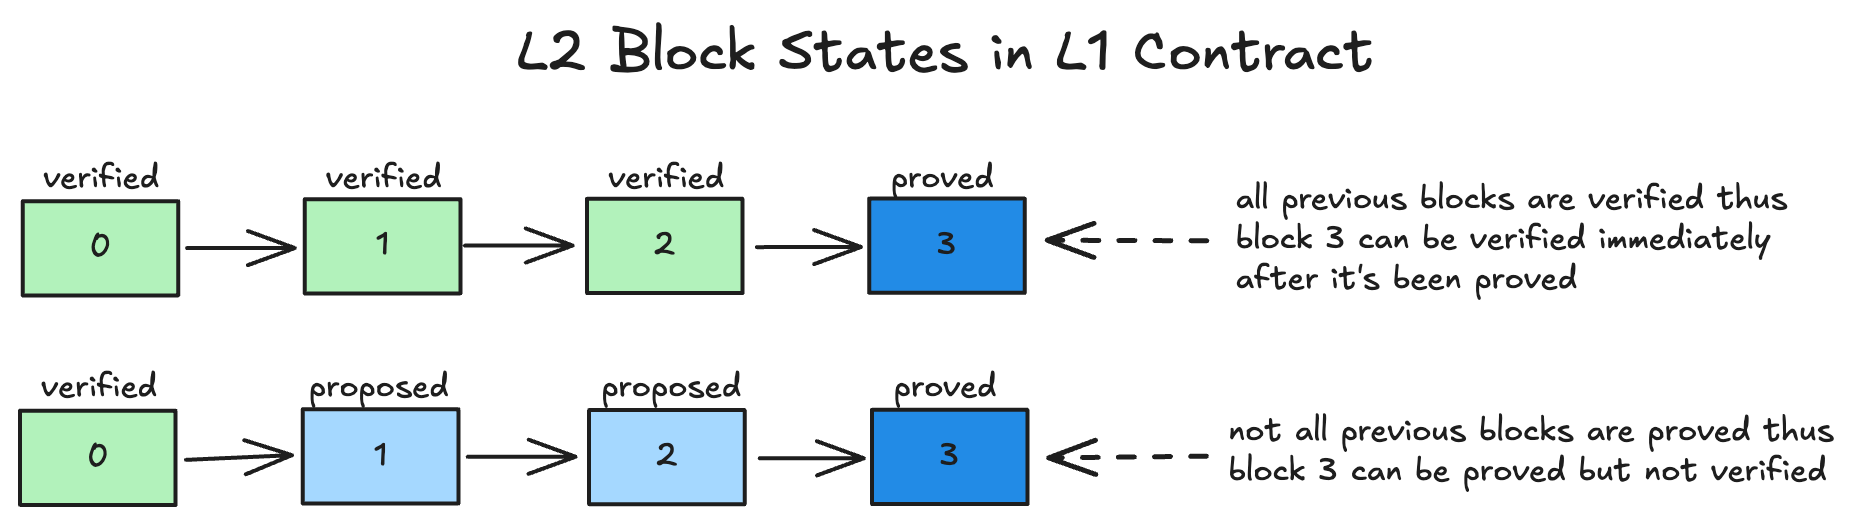 L2 Block States in L1 Contract
verified verified verified proved
0 1 2 3
all previous blocks are verified thus
block 3 can be verified immediately
after it's been proved
verified proposed proposed proved
0 1 2 3
not all previous blocks are proved thus
block 3 can be proved but not verified